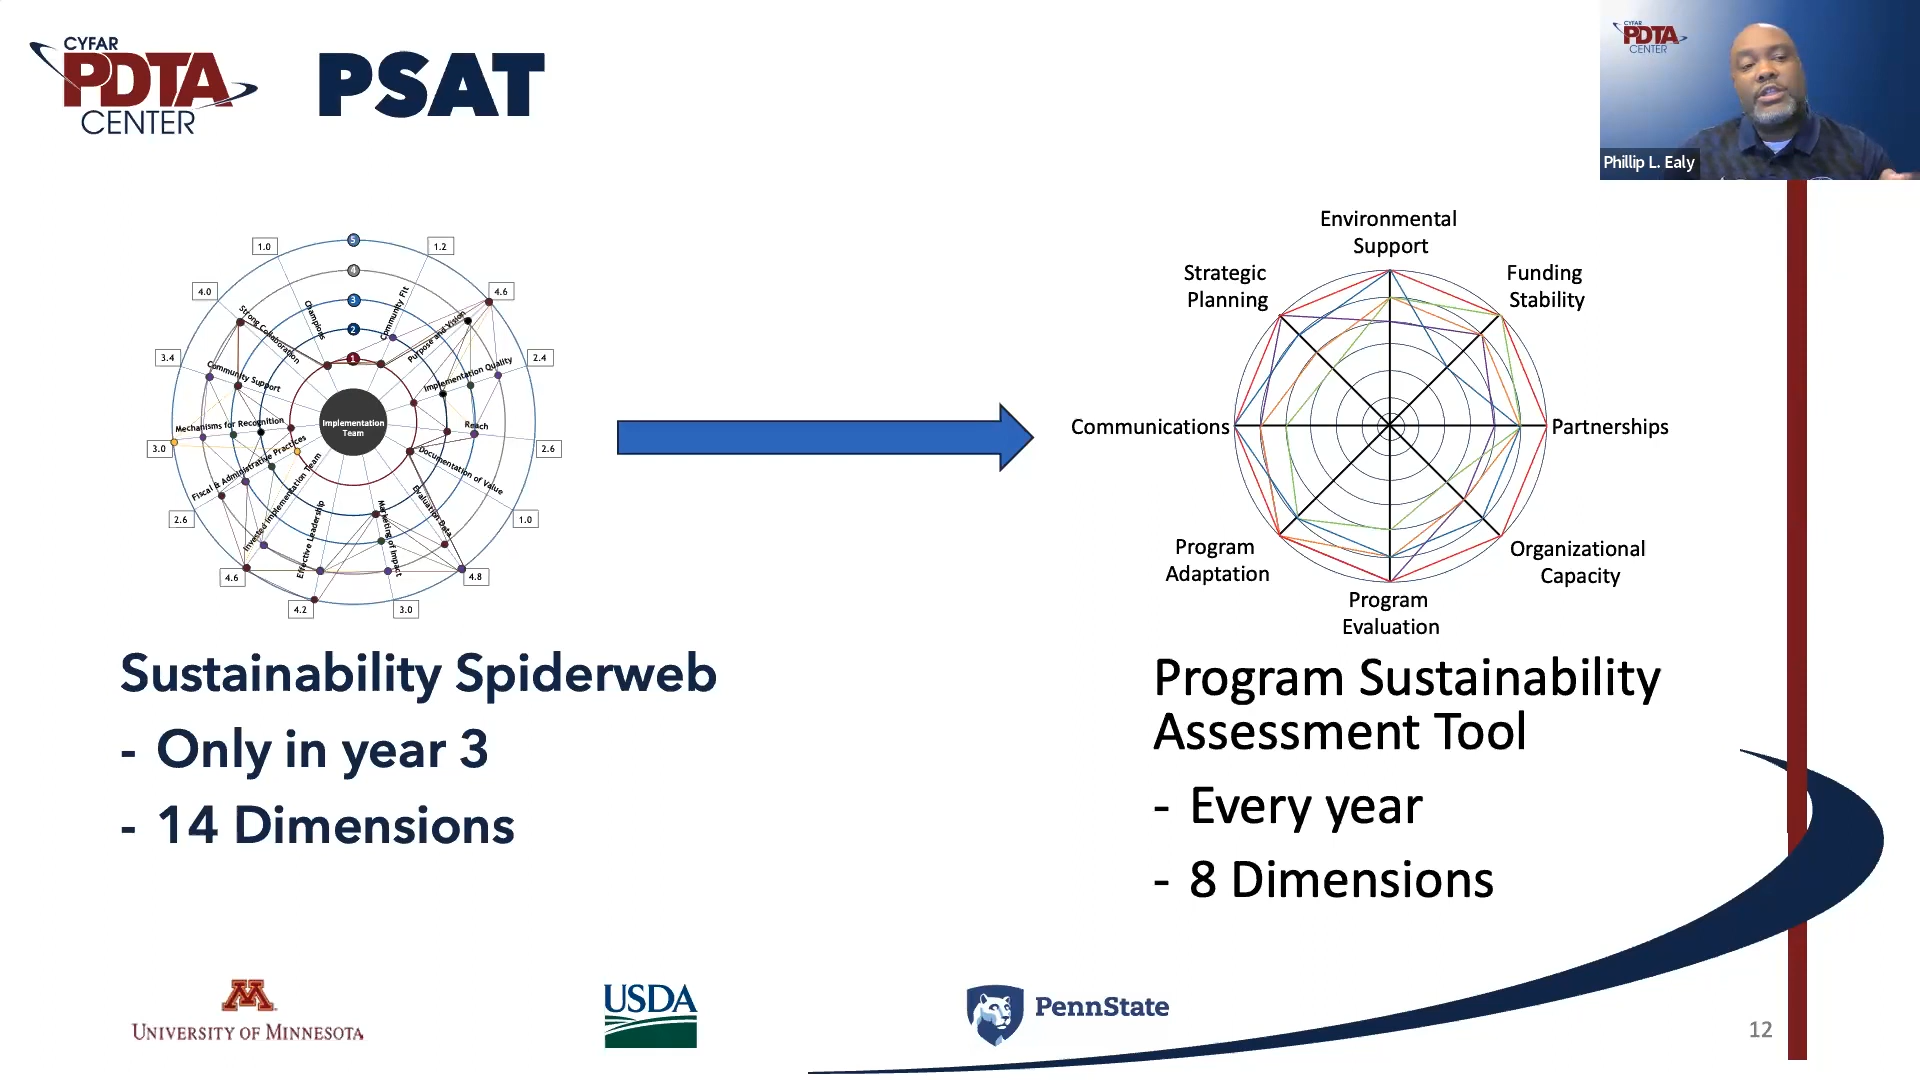 CYFAR
PDTA
CENTER
PSAT
CYFAR
PDTA
CENTER
Phillip L. Ealy
1.0
5
1.2
4.0
4
4.6
3
3.4
2
2.4
1
Champions
Community Fit
Strong Collaboration
Purpose and Vision
Community Support
Implementation Quality
Mechanisms for Recognition
Implementation
Team
Reach
3.0
2.6
Fiscal & Administrative Practices
Documentation of Value
Invested Implementation Team
Evaluation Data
Effective Leadership
Marketing of Impact
2.6
1.0
4.6
4.8
4.2
3.0
Environmental
Support
Strategic
Planning
Funding
Stability
Communications
Partnerships
Program
Adaptation
Organizational
Capacity
Program
Evaluation
Sustainability Spiderweb
- Only in year 3
- 14 Dimensions
Program Sustainability
Assessment Tool
- Every year
- 8 Dimensions
M
UNIVERSITY OF MINNESOTA
USDA
PennState
12